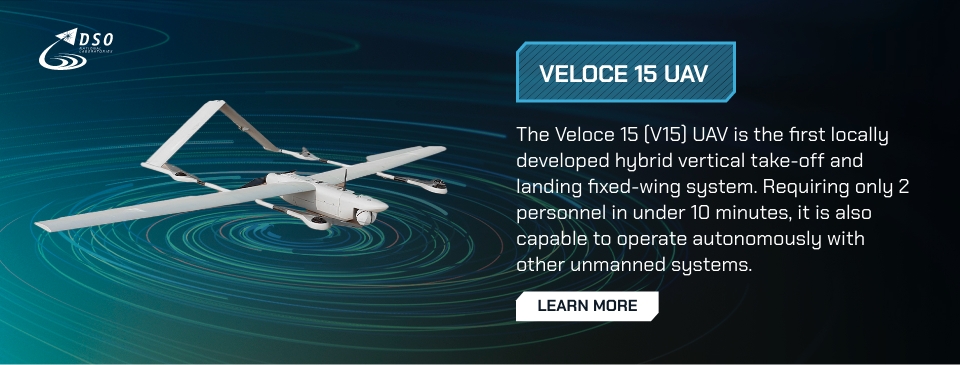 DSO
NATIONAL
LABORATORIES
VELOCE 15 UAV
The Veloce 15 (V15) UAV is the first locally
developed hybrid vertical take-off and
landing fixed-wing system. Requiring only 2
personnel in under 10 minutes, it is also
capable to operate autonomously with
other unmanned systems.
LEARN MORE